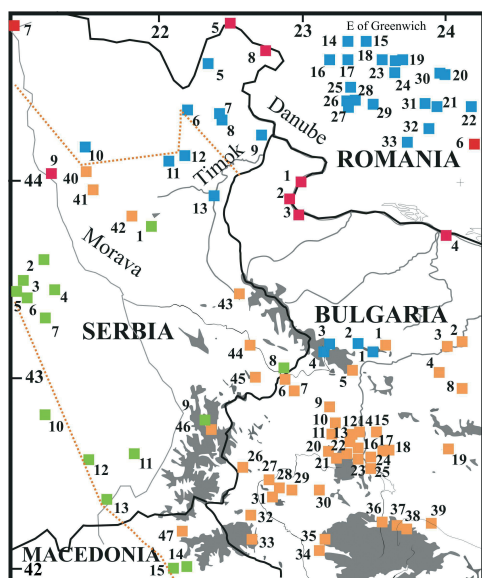 22 23 24
E of Greenwich
7 5 14 15
8
5 16 17 18 19
23 30 20
25 28
6 7 26 31 21
8 27 29 22
Danube
10 9 32
12 33 6
11
Timok
ROMANIA
9 40
44 1
41 13 2
42 1 3
4
Morava
2
3 4
5
6 43
7
BULGARIA
SERBIA
3 2 1 3 2
44 4 1
8 5 4
43 45 6 7 8
9 9
10 10 12 14 15
46 11 13
20 22 16 17 18
12 11 21 24 19
26 23 25
27
28
31 29 30
13 32 36 37 38 39
47 33 35
34
MACEDONIA
14
42 15